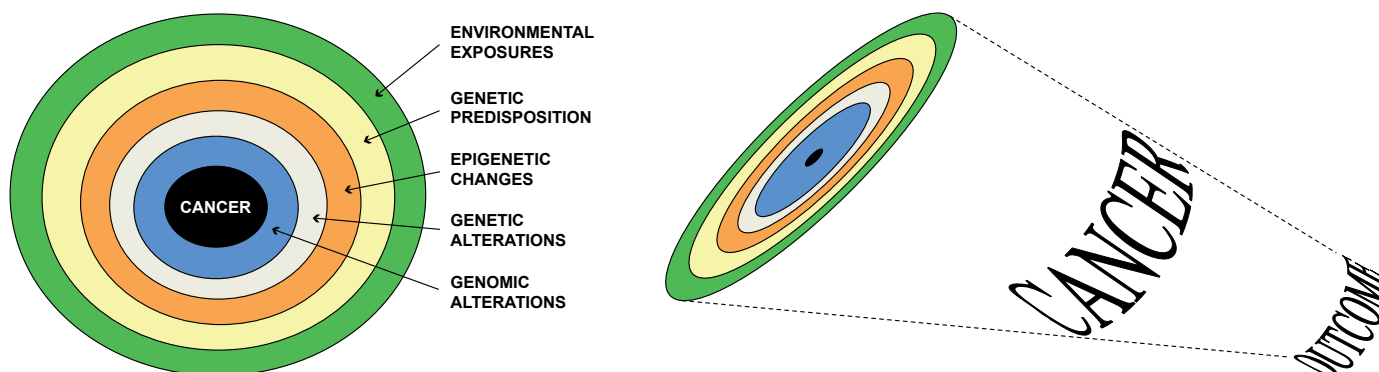 ENVIRONMENTAL
EXPOSURES
GENETIC
PREDISPOSITION
EPIGENETIC
CHANGES
CANCER
GENETIC
ALTERATIONS
GENOMIC
ALTERATIONS
CANCER
OUTCOME